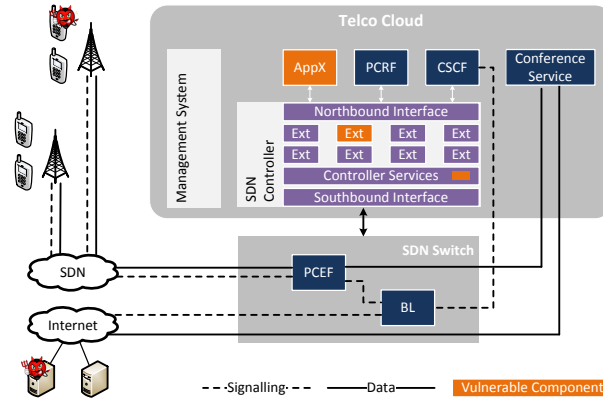 Telco Cloud
Management System
AppX
PCRF
CSCF
Conference
Service
SDN
Controller
Northbound Interface
Ext Ext Ext Ext
Ext Ext Ext Ext
Controller Services
Southbound Interface
SDN Switch
PCEF
BL
SDN
Internet
Signalling
Data
Vulnerable Component